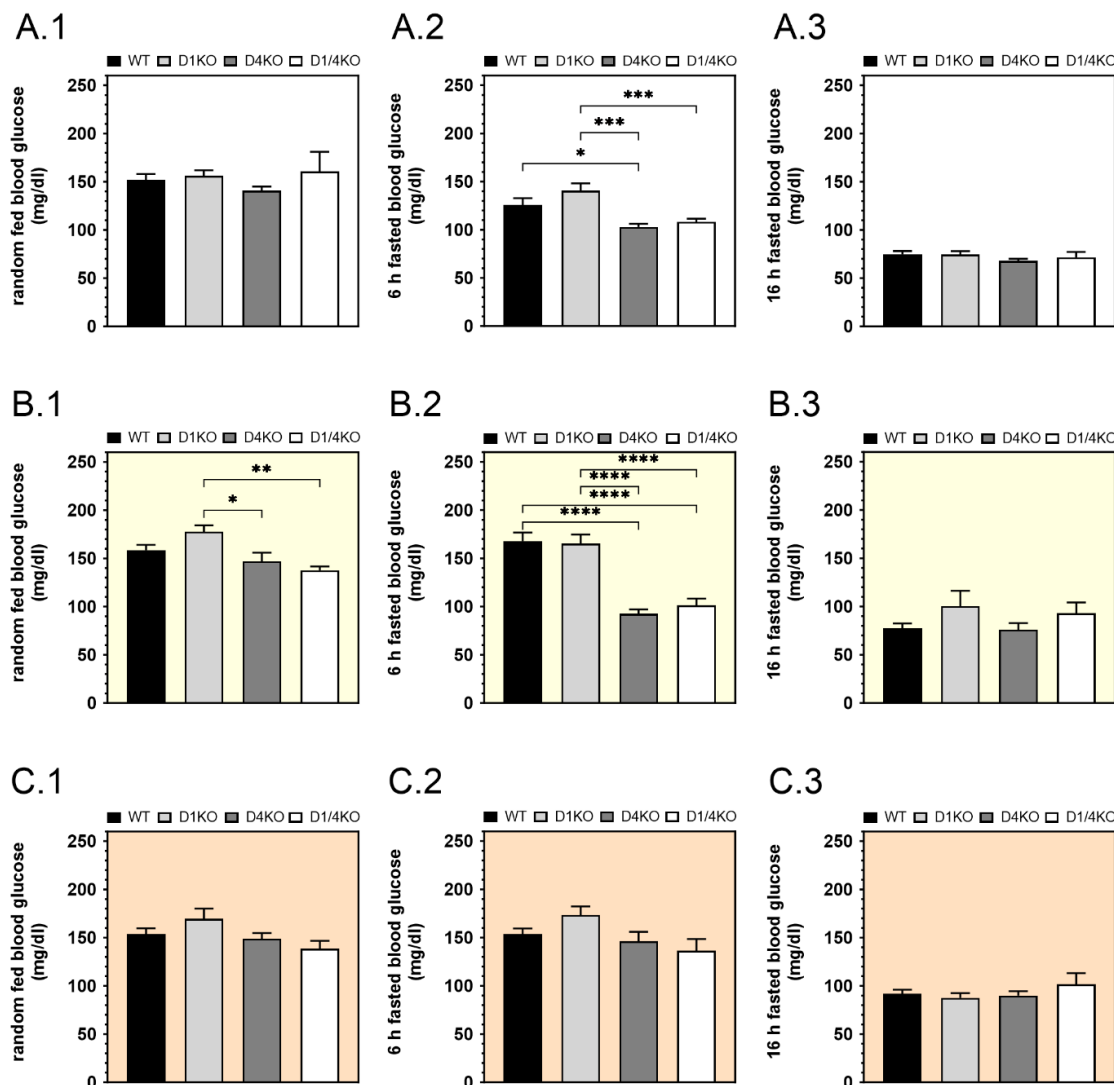 A.1
WT D1KO D4KO D1/4KO
random fed blood glucose
(mg/dl)
250
200
150
100
50
0
A.2
WT D1KO D4KO D1/4KO
6 h fasted blood glucose
(mg/dl)
250
200
150
100
50
0
***
***
*
A.3
WT D1KO D4KO D1/4KO
16 h fasted blood glucose
(mg/dl)
250
200
150
100
50
0
B.1
WT D1KO D4KO D1/4KO
random fed blood glucose
(mg/dl)
250
200
150
100
50
0
**
*
B.2
WT D1KO D4KO D1/4KO
6 h fasted blood glucose
(mg/dl)
250
200
150
100
50
0
****
****
****
****
B.3
WT D1KO D4KO D1/4KO
16 h fasted blood glucose
(mg/dl)
250
200
150
100
50
0
C.1
WT D1KO D4KO D1/4KO
random fed blood glucose
(mg/dl)
250
200
150
100
50
0
C.2
WT D1KO D4KO D1/4KO
6 h fasted blood glucose
(mg/dl)
250
200
150
100
50
0
C.3
WT D1KO D4KO D1/4KO
16 h fasted blood glucose
(mg/dl)
250
200
150
100
50
0